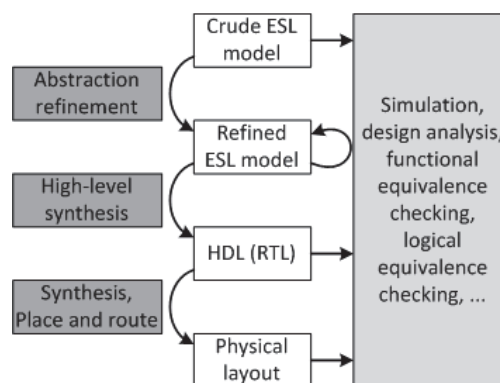 Crude ESL
model
Abstraction
refinement
Refined
ESL model
High-level
synthesis
HDL (RTL)
Synthesis,
Place and route
Physical
layout
Simulation,
design analysis,
functional
equivalence
checking,
logical
equivalence
checking, ...